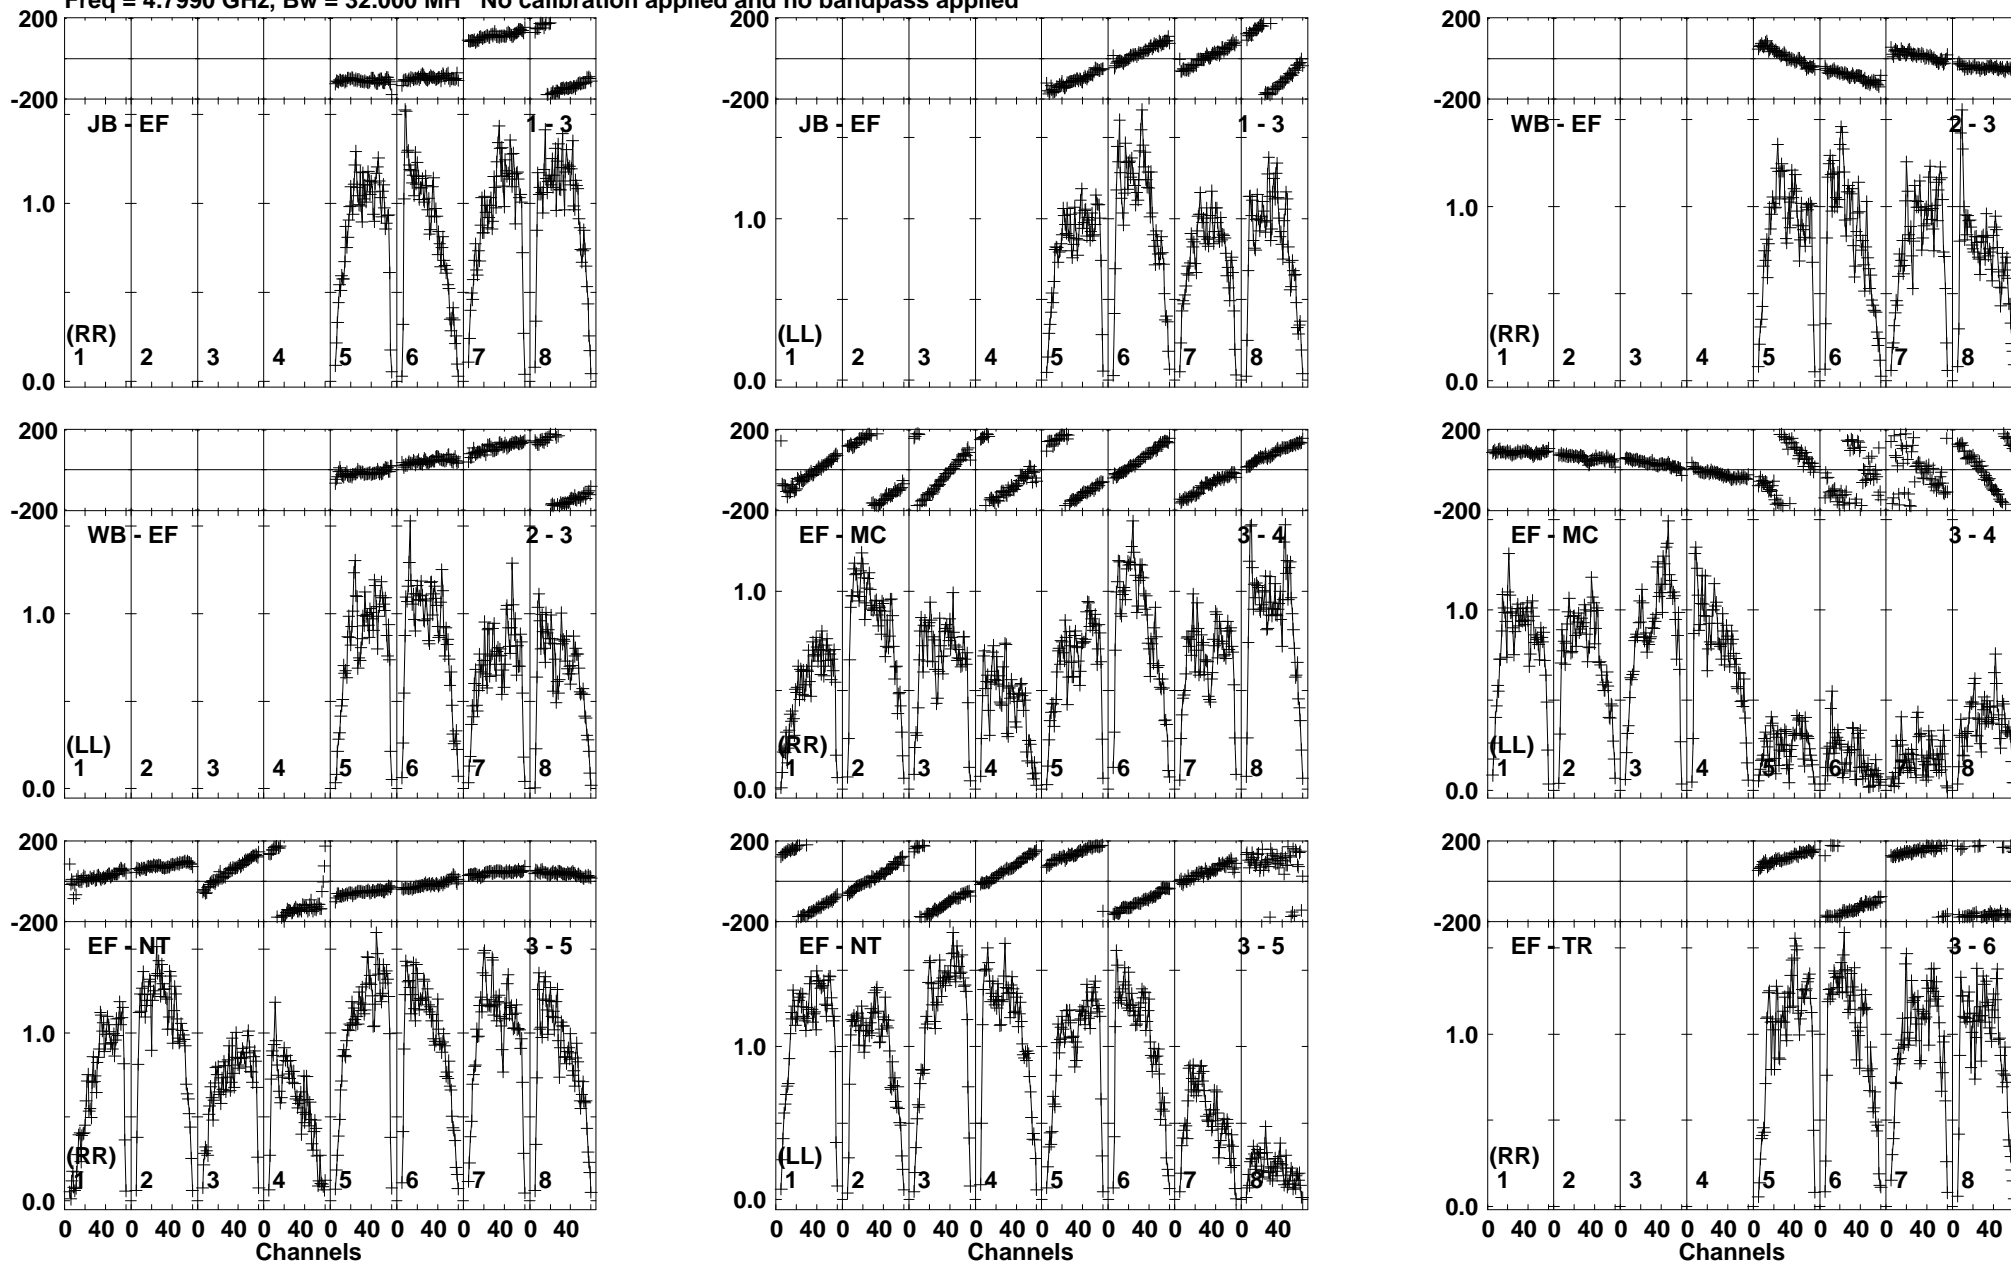 Freq = 4.7990 GHz, Bw = 32.000 MH No calibration applied and no bandpass applied
200 200 200
-200 -200 -200
JB - EF 1 - 3 JB - EF 1 - 3 WB - EF 2 - 3
1.0 1.0 1.0
(RR) (LL) (RR)
1 2 3 4 5 6 7 8 1 2 3 4 5 6 7 8 1 2 3 4 5 6 7 8
0.0 0.0 0.0
200 200 200
-200 -200 -200
WB - EF 2 - 3 EF - MC 3 - 4 EF - MC 3 - 4
1.0 1.0 1.0
(LL) (RR) (LL)
1 2 3 4 5 6 7 8 1 2 3 4 5 6 7 8 1 2 3 4 5 6 7 8
0.0 0.0 0.0
200 200 200
-200 -200 -200
EF - NT 3 - 5 EF - NT 3 - 5 EF - TR 3 - 6
1.0 1.0 1.0
(RR) (LL) (RR)
1 2 3 4 5 6 7 8 1 2 3 4 5 6 7 8 1 2 3 4 5 6 7 8
0.0 0.0 0.0
0 40 0 40 0 40 0 40 0 40 0 40 0 40 0 40 0 40 0 40 0 40 0 40 0 40 0 40 0 40 0 40 0 40 0 40 0 40 0 40 0 40 0 40 0 40 0 40
Channels Channels Channels